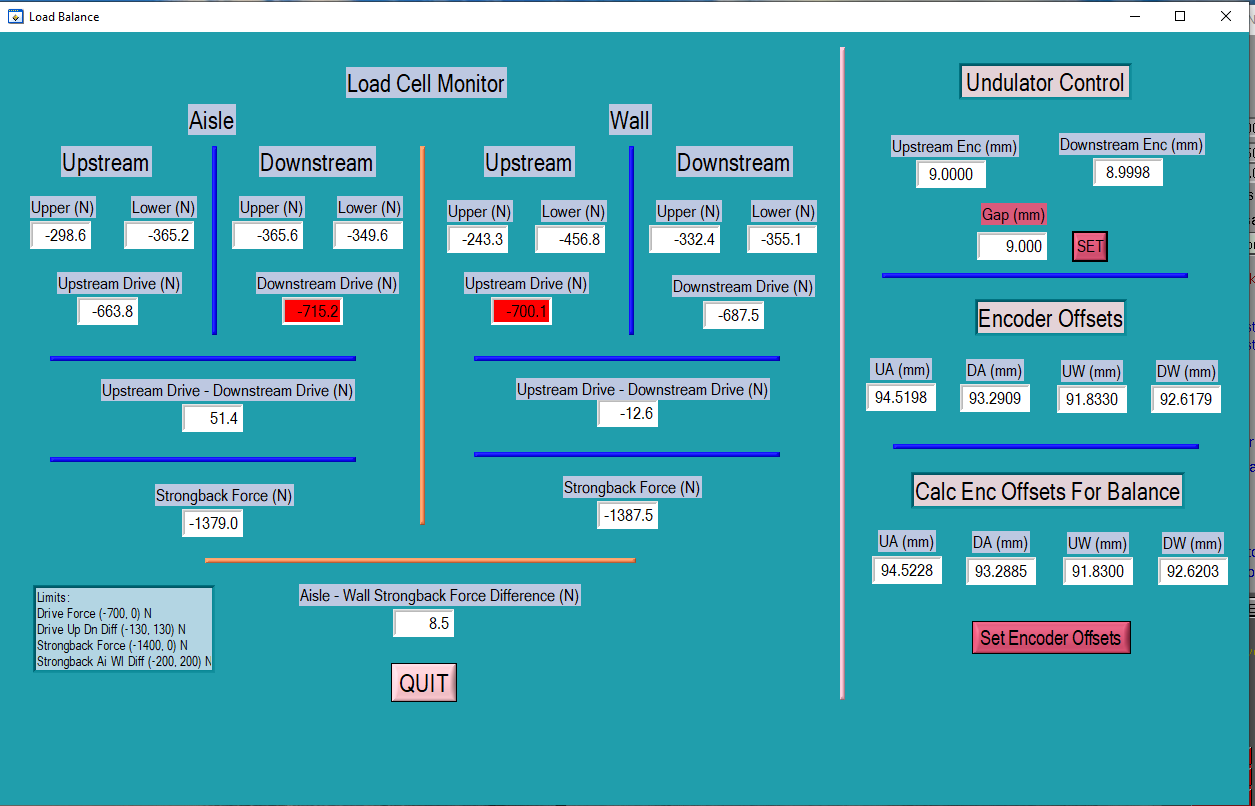 Load Balance
Load Cell Monitor
Aisle
Upstream
Downstream
Upper (N)
Lower (N)
Upper (N)
Lower (N)
-298.6
-365.2
-365.6
-349.6
Upstream Drive (N)
Downstream Drive (N)
-663.8
-715.2
Upstream Drive - Downstream Drive (N)
51.4
Strongback Force (N)
-1379.0
Wall
Upstream
Downstream
Upper (N)
Lower (N)
Upper (N)
Lower (N)
-243.3
-456.8
-332.4
-355.1
Upstream Drive (N)
Downstream Drive (N)
-700.1
-687.5
Upstream Drive - Downstream Drive (N)
-12.6
Strongback Force (N)
-1387.5
Aisle - Wall Strongback Force Difference (N)
8.5
Limits:
Drive Force (-700, 0) N
Drive Up Dn Diff (-130, 130) N
Strongback Force (-1400, 0) N
Strongback Ai Wl Diff (-200, 200) N
QUIT
Undulator Control
Upstream Enc (mm)
Downstream Enc (mm)
9.0000
8.9998
Gap (mm)
9.000
SET
Encoder Offsets
UA (mm)
DA (mm)
UW (mm)
DW (mm)
94.5198
93.2909
91.8330
92.6179
Calc Enc Offsets For Balance
UA (mm)
DA (mm)
UW (mm)
DW (mm)
94.5228
93.2885
91.8300
92.6203
Set Encoder Offsets